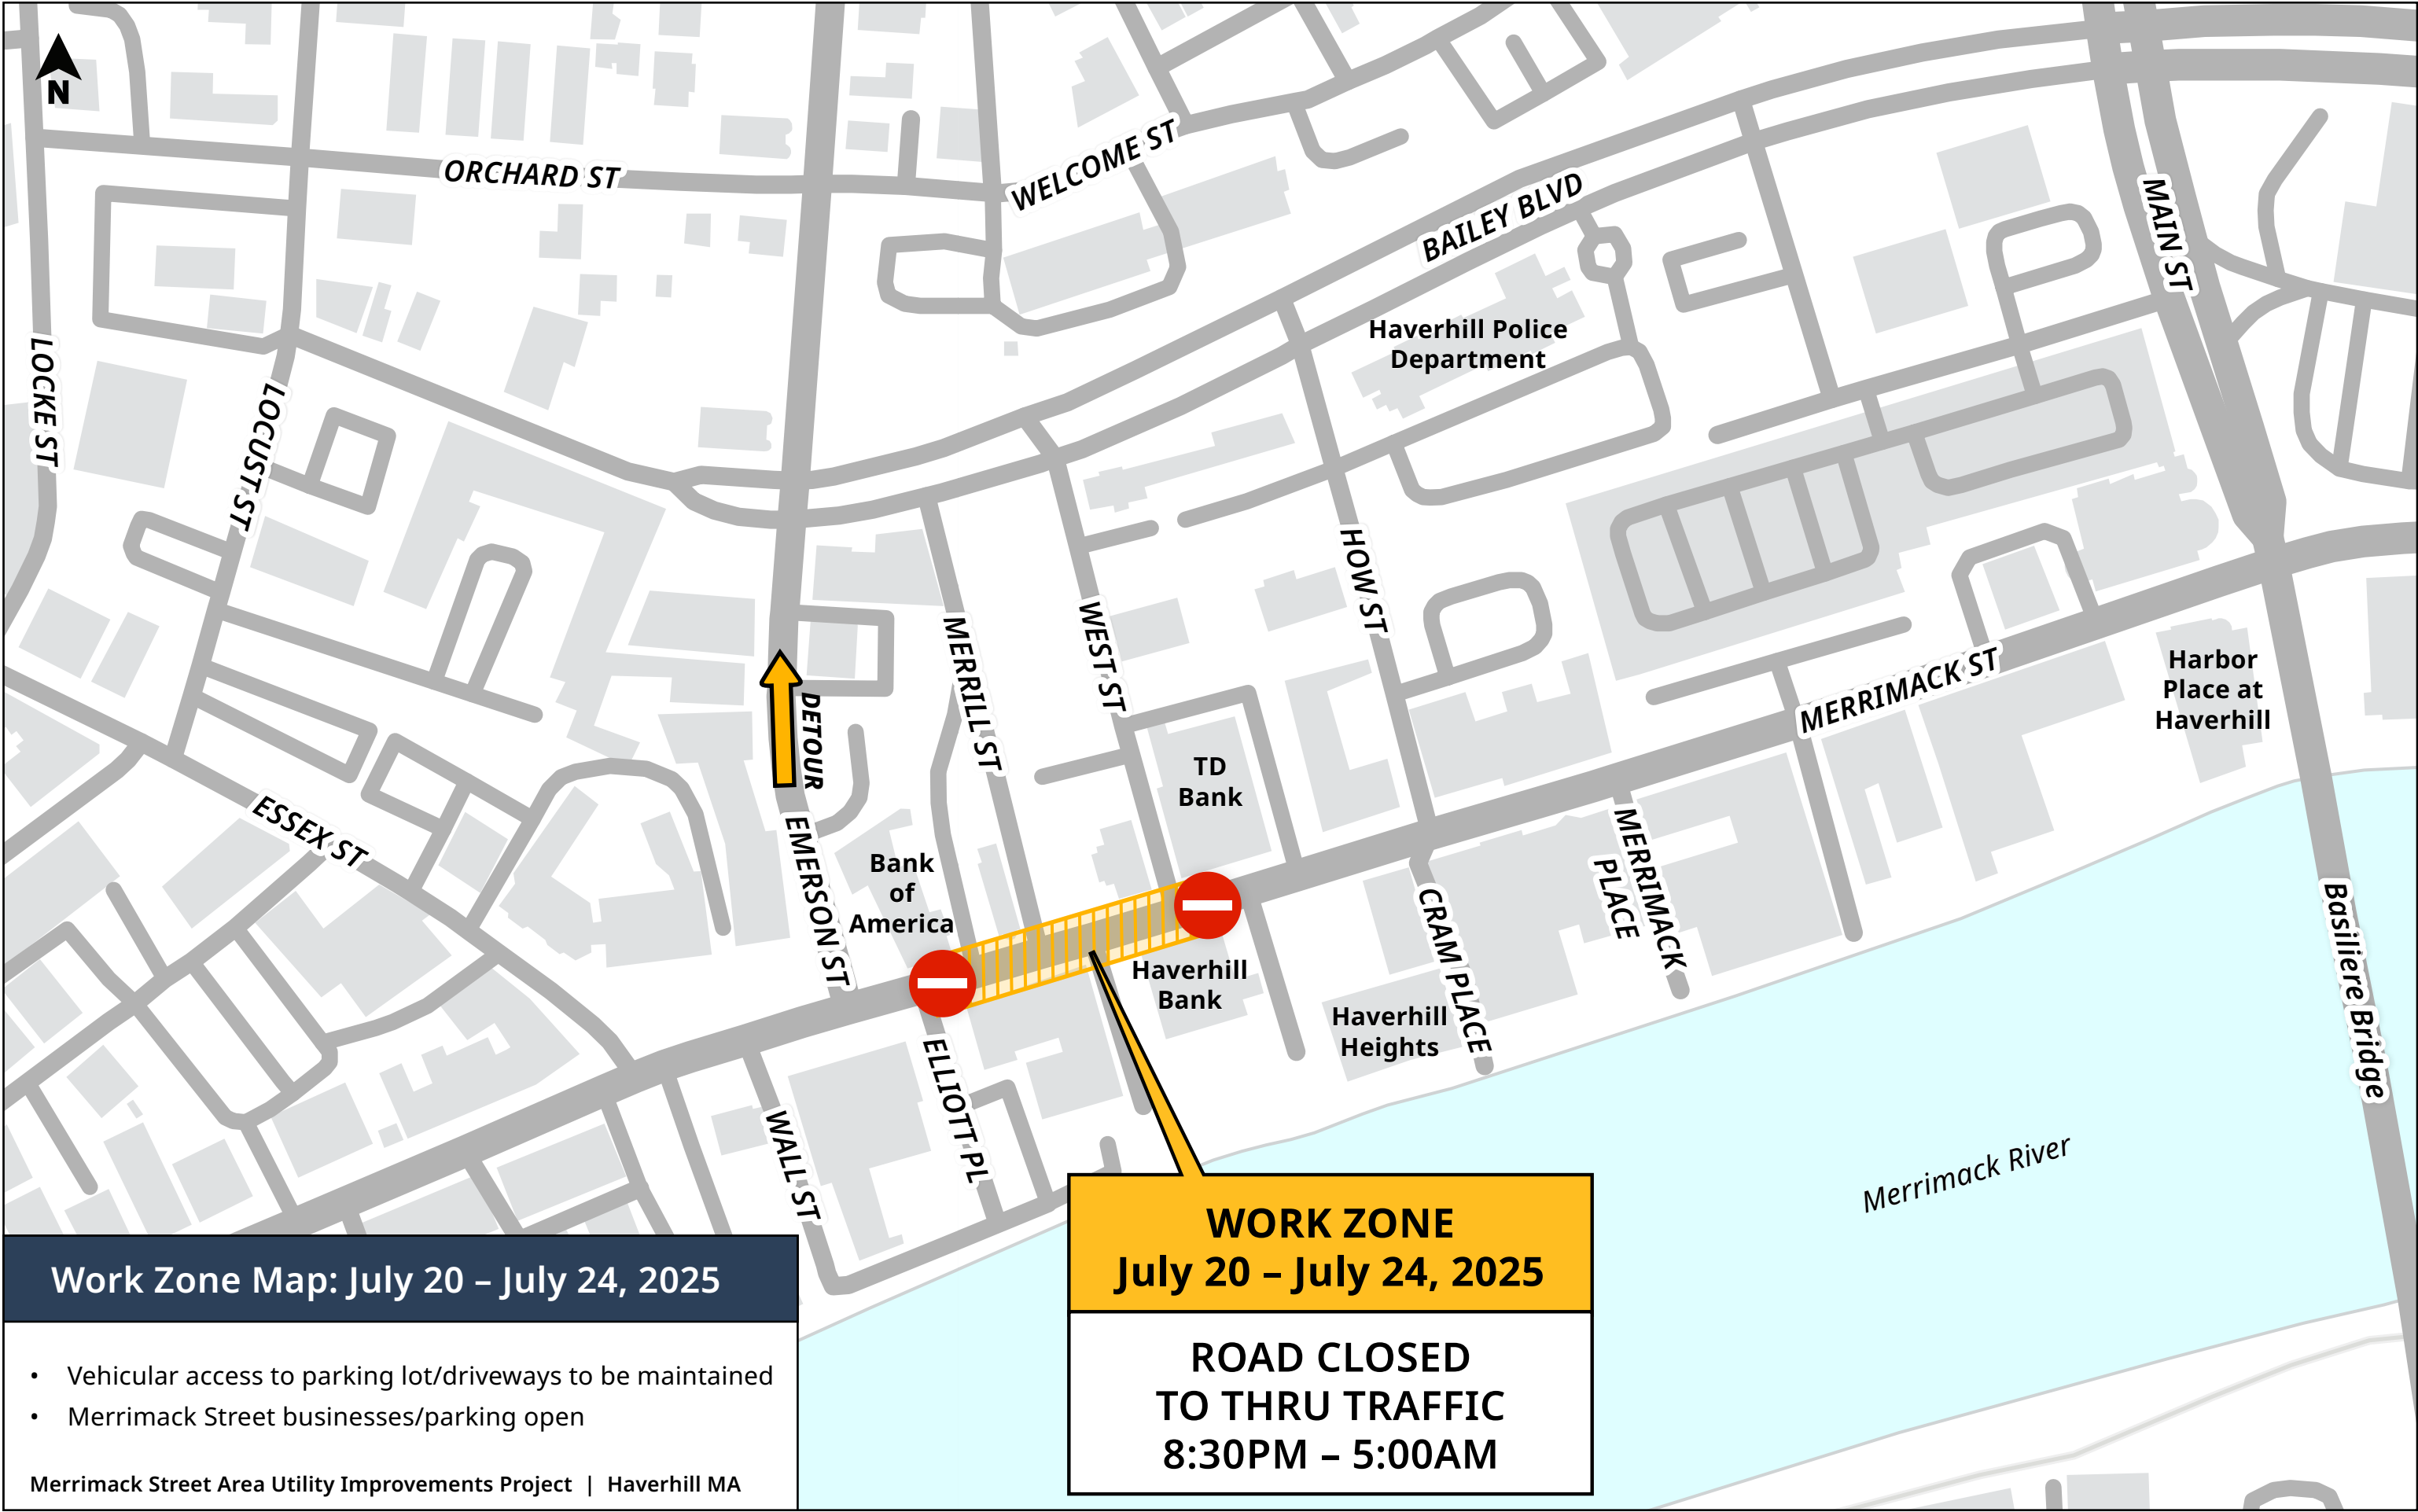 N
ORCHARD ST
WELCOME ST
BAILEY BLVD
MAIN ST
LOCKE ST
LOCUST ST
Haverhill Police
Department
HOW ST
MERRILL ST
WEST ST
DETOUR
MERRIMACK ST
Harbor
Place at
Haverhill
TD
Bank
ESSEX ST
EMERSON ST
Bank
of
America
MERRIMACK
PLACE
CRAM PLACE
Basiliere Bridge
Haverhill
Bank
Haverhill
Heights
ELLIOTT PL
WALL ST
Merrimack River
WORK ZONE
July 20 – July 24, 2025
ROAD CLOSED
TO THRU TRAFFIC
8:30PM – 5:00AM
Work Zone Map: July 20 – July 24, 2025
• Vehicular access to parking lot/driveways to be maintained
• Merrimack Street businesses/parking open
Merrimack Street Area Utility Improvements Project | Haverhill MA